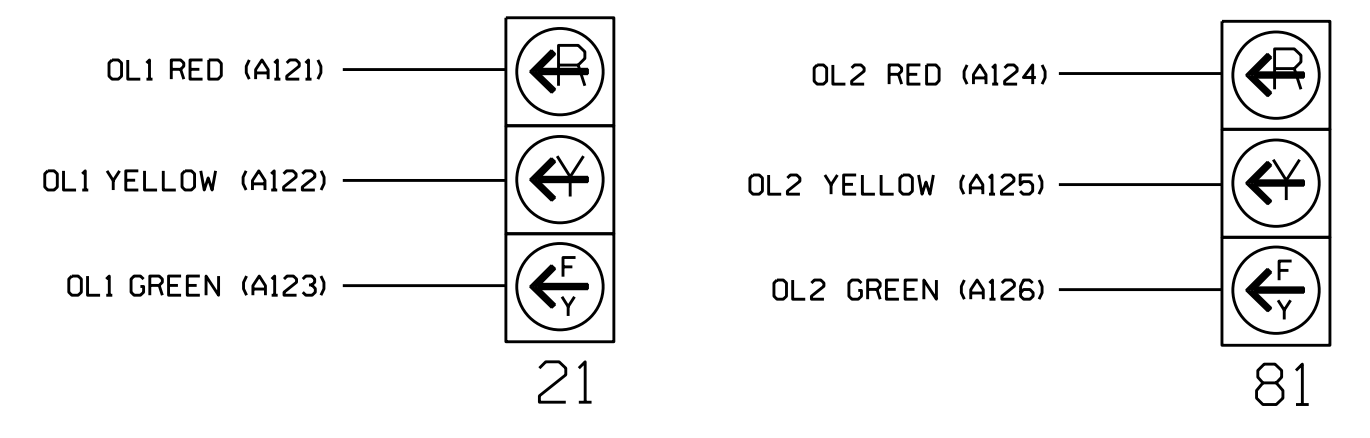 OL1 RED (A121)
R
OL1 YELLOW (A122)
Y
OL1 GREEN (A123)
F
Y
21
OL2 RED (A124)
R
OL2 YELLOW (A125)
Y
OL2 GREEN (A126)
F
Y
81